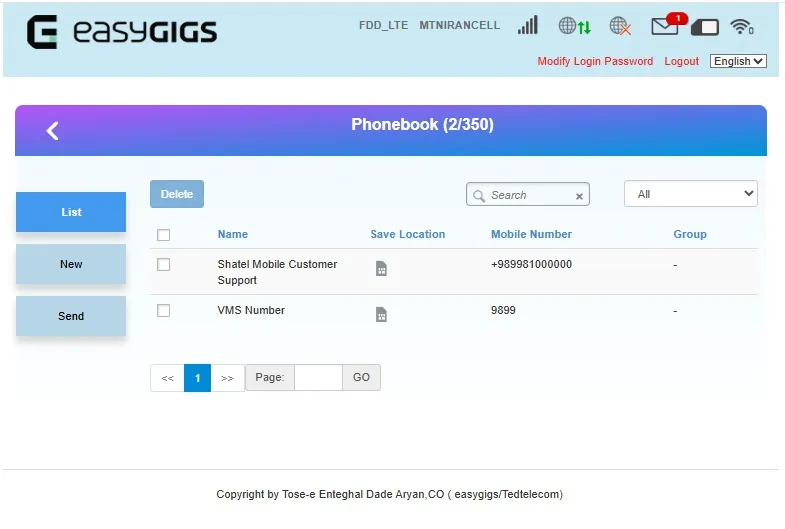 easyGIGS
FDD_LTE MTNIRANCELL 1 0
Modify Login Password Logout English
Phonebook (2/350)
List
New
Send
Delete Search × All
Name Save Location Mobile Number Group
Shatel Mobile Customer +989981000000 -
Support
VMS Number 9899 -
<< 1 >> Page: GO
Copyright by Tose-e Enteghal Dade Aryan,CO ( easygigs/Tedtelecom)